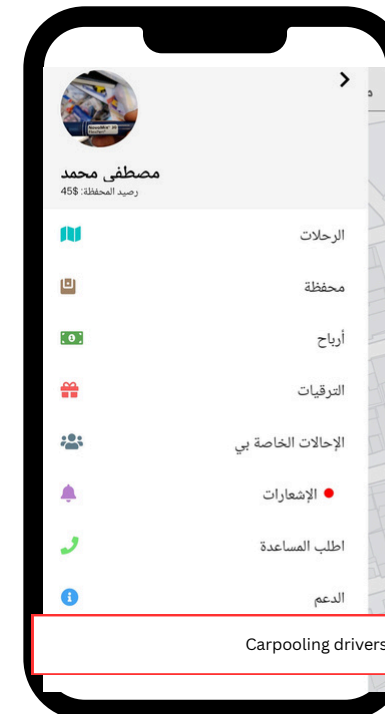 مصطفى محمد
رصيد المحفظة: 45$
الرحلات
محفظة
أرباح
الترقيات
الإحالات الخاصة بي
الإشعارات
اطلب المساعدة
الدعم
Carpooling drivers